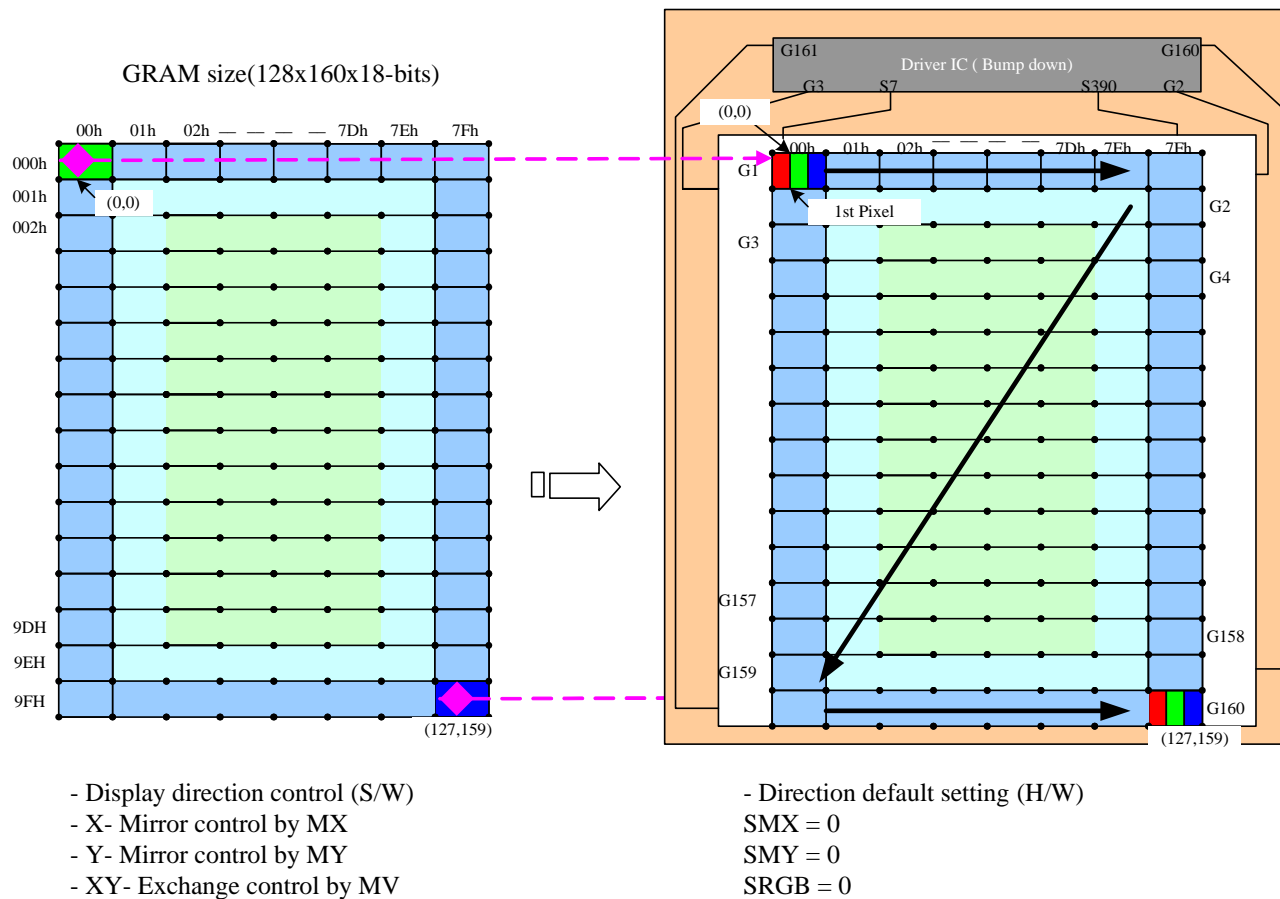 GRAM size(128x160x18-bits)
00h 01h 02h — — — — 7Dh 7Eh 7Fh
000h
(0,0)
001h
002h
9DH
9EH
9FH
(127,159)
- Display direction control (S/W)
- X- Mirror control by MX
- Y- Mirror control by MY
- XY- Exchange control by MV
G161 G160
Driver IC ( Bump down)
G3 S7 S390 G2
(0,0)
00h 01h 02h — — — — 7Dh 7Eh 7Fh
G1
1st Pixel
G2
G3
G4
G157
G158
G159
G160
(127,159)
- Direction default setting (H/W)
SMX = 0
SMY = 0
SRGB = 0